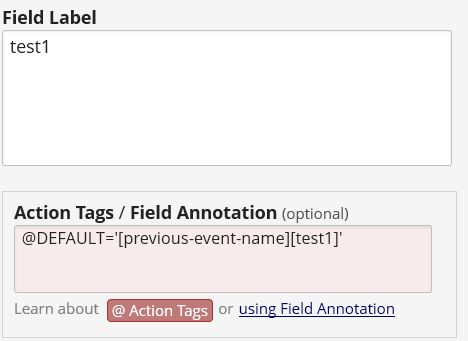 Field Label
test1
Action Tags / Field Annotation (optional)
@DEFAULT='[previous-event-name][test1]'
Learn about @ Action Tags or using Field Annotation